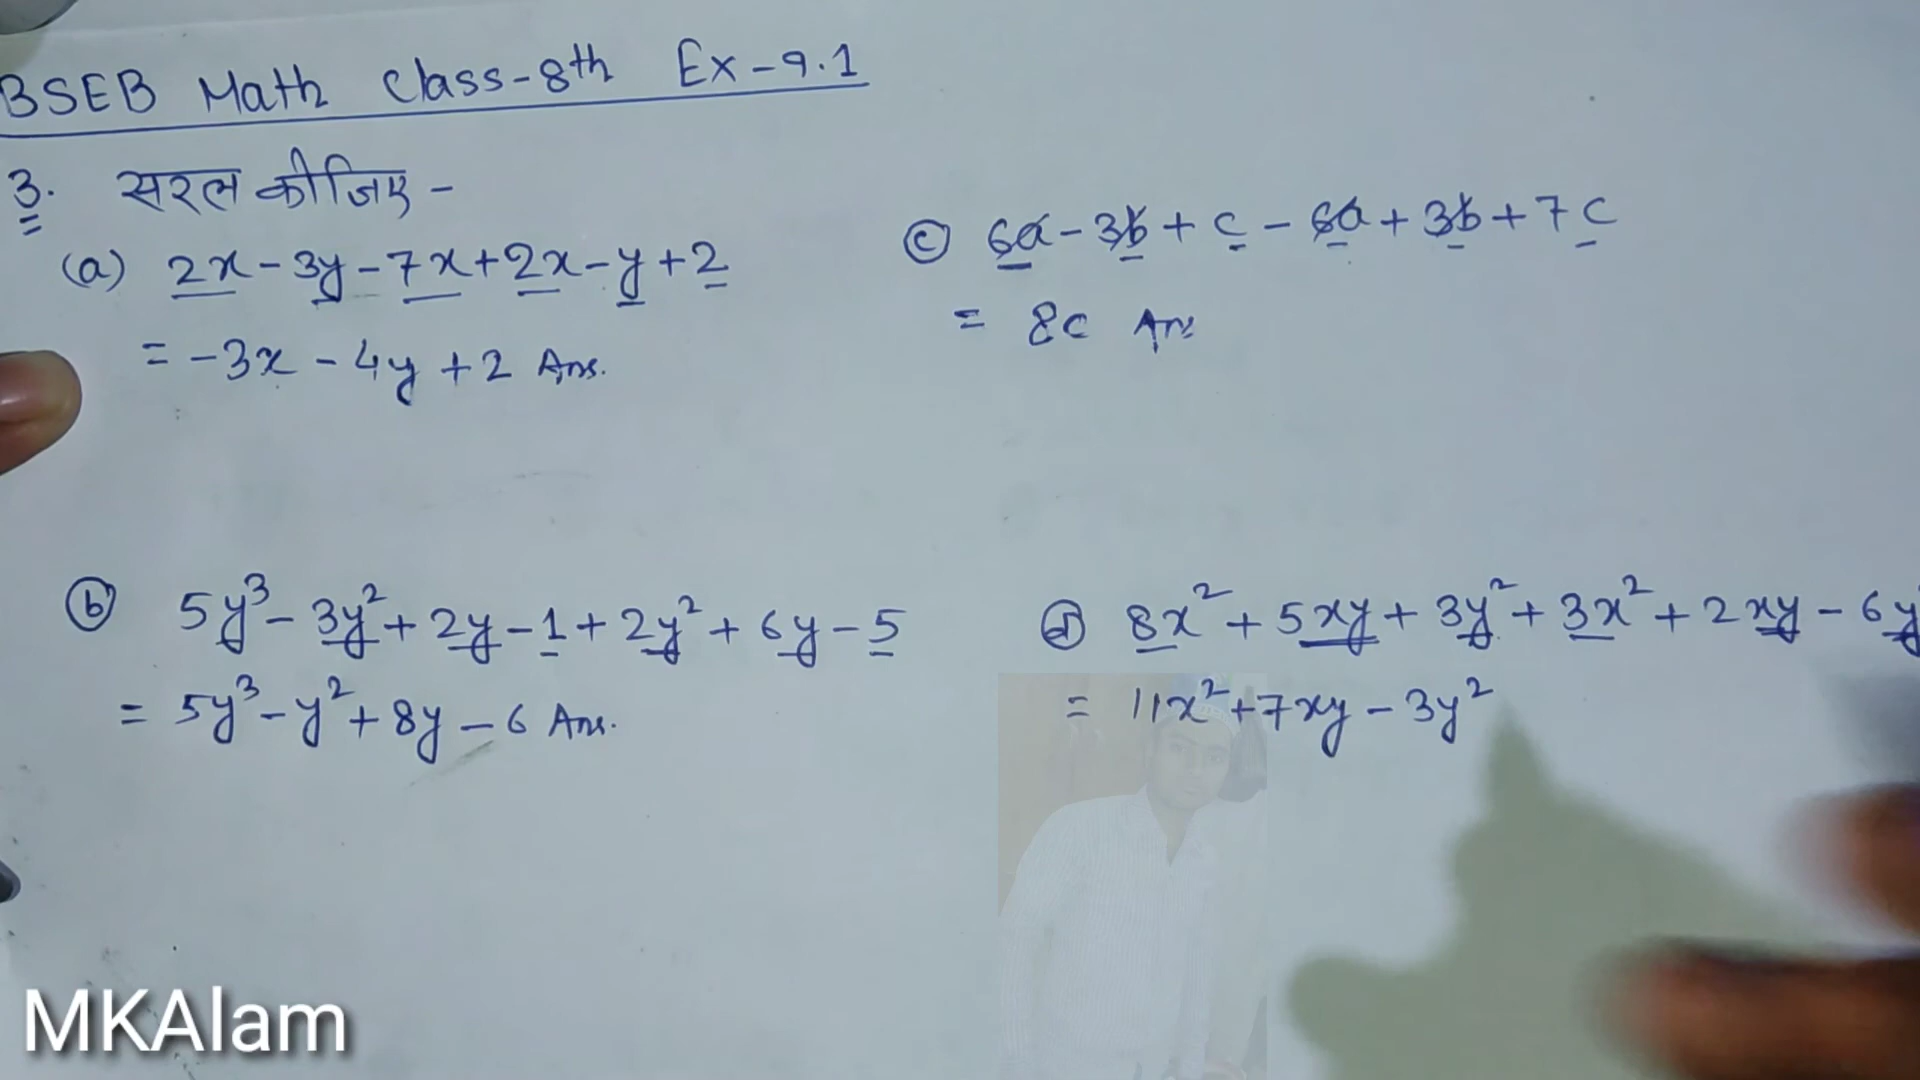 BSEB Math Class-8th Ex-9.1
3. सरल कीजिए -
(a) 2x - 3y - 7x + 2x - y + 2
= -3x - 4y + 2 Ans.
(b) 5y³ - 3y² + 2y - 1 + 2y² + 6y - 5
= 5y³ - y² + 8y - 6 Ans.
(c) 6a - 3b + c - 6a + 3b + 7c
= 8c Ans
(d) 8x² + 5xy + 3y² + 3x² + 2xy - 6y
= 11x² + 7xy - 3y²
MKAlam